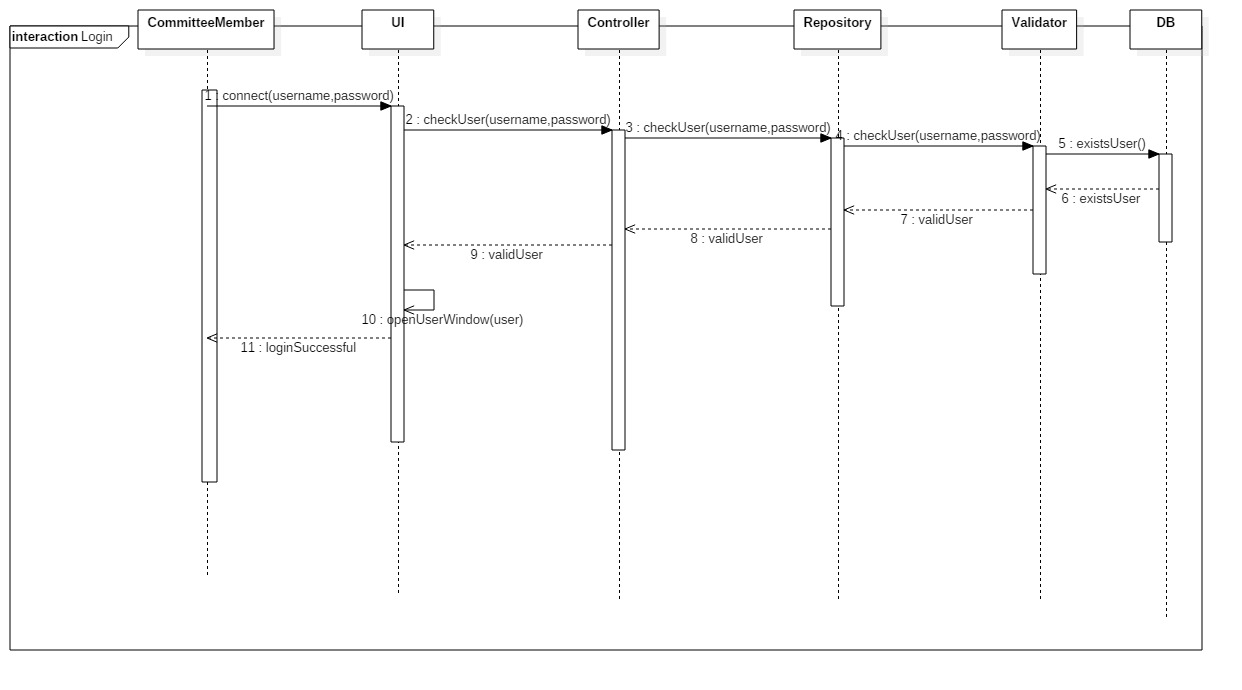 CommitteeMember
UI
Controller
Repository
Validator
DB
interaction Login
1 : connect(username,password)
2 : checkUser(username,password)
3 : checkUser(username,password)
4 : checkUser(username,password)
5 : existsUser()
6 : existsUser
7 : validUser
8 : validUser
9 : validUser
10 : openUserWindow(user)
11 : loginSuccessful